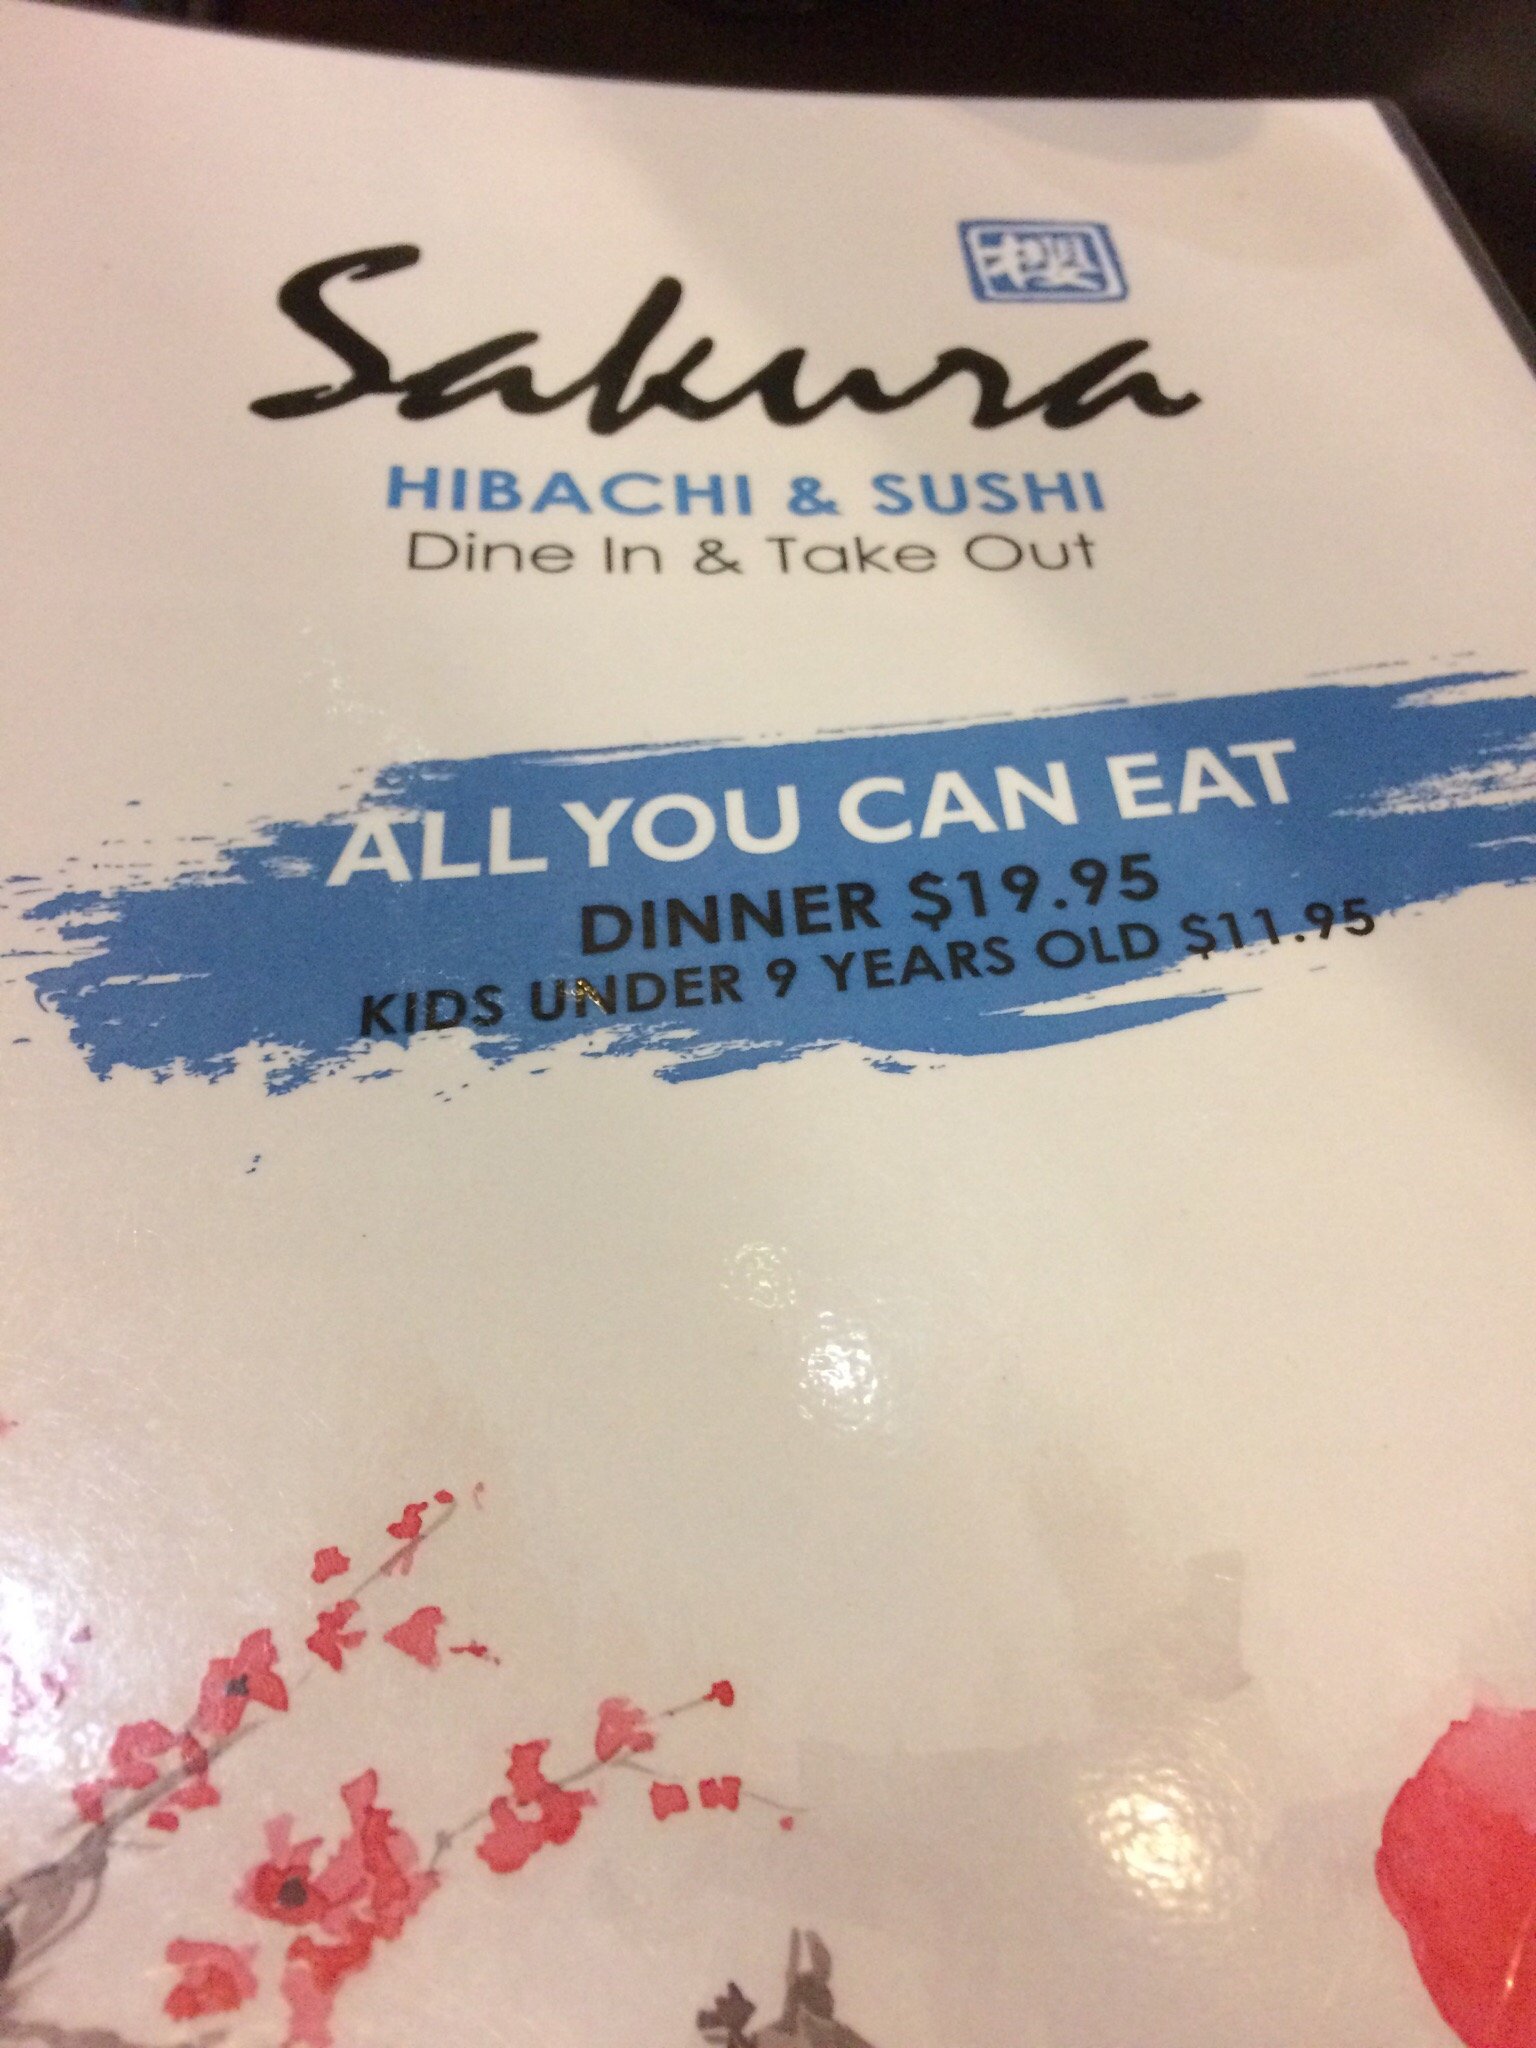 櫻
Sakura
HIBACHI & SUSHI
Dine In & Take Out
ALL YOU CAN EAT
DINNER $19.95
KIDS UNDER 9 YEARS OLD $11.95